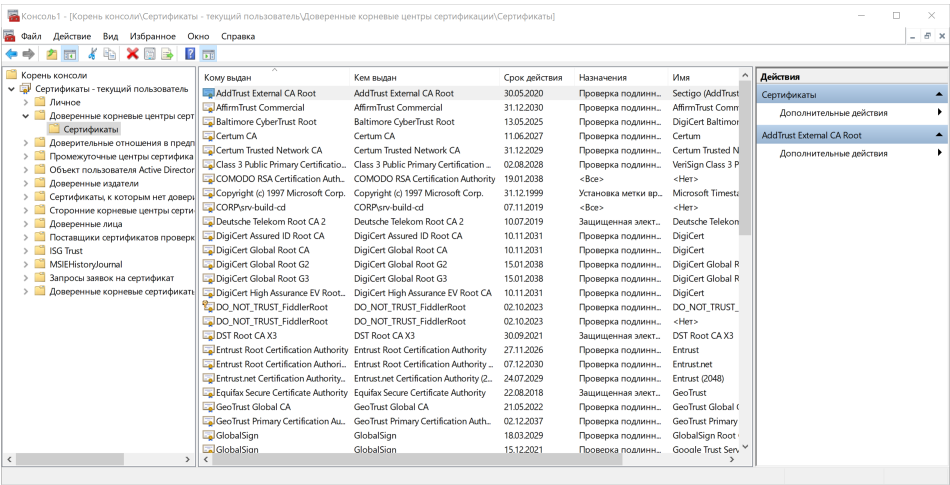 Консоль1 - [Корень консоли\Сертификаты - текущий пользователь\Доверенные корневые центры сертификации\Сертификаты]
Файл Действие Вид Избранное Окно Справка
Корень консоли
Сертификаты - текущий пользователь
Личное
Доверенные корневые центры серт
Сертификаты
Доверительные отношения в предп
Промежуточные центры сертифика
Объект пользователя Active Director
Доверенные издатели
Сертификаты, к которым нет довери
Сторонние корневые центры серти
Доверенные лица
Поставщики сертификатов проверк
ISG Trust
MSIEHistoryJournal
Запросы заявок на сертификат
Доверенные корневые сертификать
Кому выдан Кем выдан Срок действия Назначения Имя
AddTrust External CA Root AddTrust External CA Root 30.05.2020 Проверка подлинн... Sectigo (AddTrust
AffirmTrust Commercial AffirmTrust Commercial 31.12.2030 Проверка подлинн... AffirmTrust Comm
Baltimore CyberTrust Root Baltimore CyberTrust Root 13.05.2025 Проверка подлинн... DigiCert Baltimor
Certum CA Certum CA 11.06.2027 Проверка подлинн... Certum
Certum Trusted Network CA Certum Trusted Network CA 31.12.2029 Проверка подлинн... Certum Trusted N
Class 3 Public Primary Certificatio... Class 3 Public Primary Certification ... 02.08.2028 Проверка подлинн... VeriSign Class 3 P
COMODO RSA Certification Auth... COMODO RSA Certification Authority 19.01.2038 <Все> <Нет>
Copyright (c) 1997 Microsoft Corp. Copyright (c) 1997 Microsoft Corp. 31.12.1999 Установка метки вр... Microsoft Timesta
CORP\srv-build-cd CORP\srv-build-cd 07.11.2019 <Все> <Нет>
Deutsche Telekom Root CA 2 Deutsche Telekom Root CA 2 10.07.2019 Защищенная элект... Deutsche Telekon
DigiCert Assured ID Root CA DigiCert Assured ID Root CA 10.11.2031 Проверка подлинн... DigiCert
DigiCert Global Root CA DigiCert Global Root CA 10.11.2031 Проверка подлинн... DigiCert
DigiCert Global Root G2 DigiCert Global Root G2 15.01.2038 Проверка подлинн... DigiCert Global R
DigiCert Global Root G3 DigiCert Global Root G3 15.01.2038 Проверка подлинн... DigiCert Global R
DigiCert High Assurance EV Root... DigiCert High Assurance EV Root CA 10.11.2031 Проверка подлинн... DigiCert
DO_NOT_TRUST_FiddlerRoot DO_NOT_TRUST_FiddlerRoot 02.10.2023 Проверка подлинн... DO_NOT_TRUST_
DO_NOT_TRUST_FiddlerRoot DO_NOT_TRUST_FiddlerRoot 02.10.2023 Проверка подлинн... <Нет>
DST Root CA X3 DST Root CA X3 30.09.2021 Защищенная элект... DST Root CA X3
Entrust Root Certification Authority Entrust Root Certification Authority 27.11.2026 Проверка подлинн... Entrust
Entrust Root Certification Authori... Entrust Root Certification Authority ... 07.12.2030 Проверка подлинн... Entrust.net
Entrust.net Certification Authority... Entrust.net Certification Authority (2... 24.07.2029 Проверка подлинн... Entrust (2048)
Equifax Secure Certificate Authority Equifax Secure Certificate Authority 22.08.2018 Защищенная элект... GeoTrust
GeoTrust Global CA GeoTrust Global CA 21.05.2022 Проверка подлинн... GeoTrust Global
GeoTrust Primary Certification Au... GeoTrust Primary Certification Auth... 02.12.2037 Проверка подлинн... GeoTrust Primary
GlobalSign GlobalSign 18.03.2029 Проверка подлинн... GlobalSign Root
GlobalSign GlobalSign 15.12.2021 Проверка подлинн... Google Trust Serv
Действия
Сертификаты
Дополнительные действия
AddTrust External CA Root
Дополнительные действия